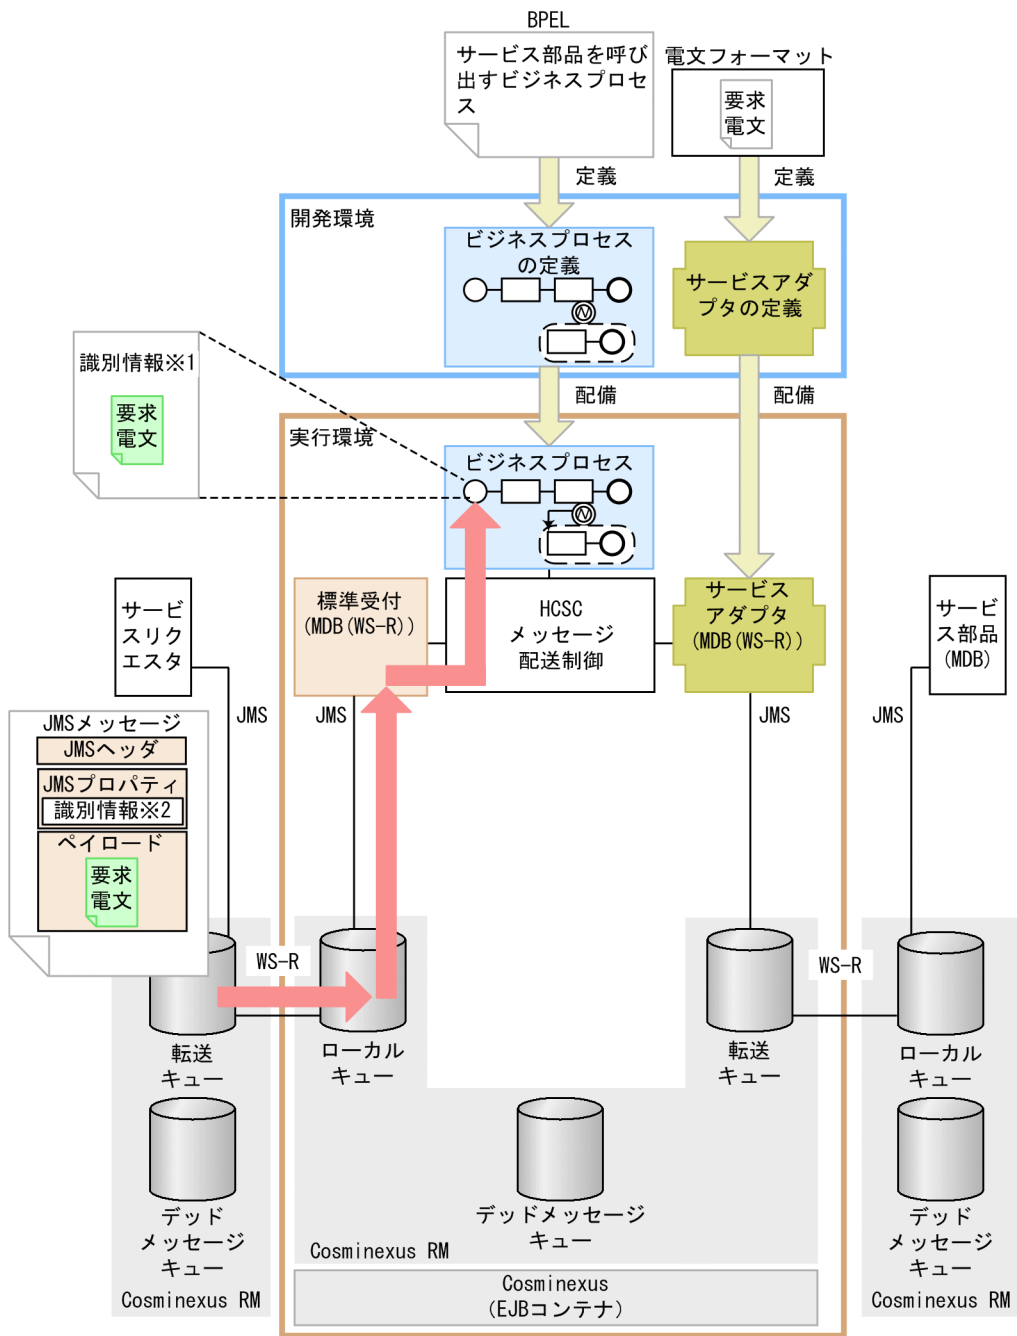 BPEL
サービス部品を呼び
出すビジネスプロセ
ス
電文フォーマット
要求
電文
定義
定義
開発環境
ビジネスプロセス
の定義
サービスアダ
プタの定義
識別情報※1
要求
電文
配備
配備
実行環境
ビジネスプロセス
サービ
スリク
エスタ
標準受付
(MDB(WS-R))
HCSC
メッセージ
配送制御
サービス
アダプタ
(MDB(WS-R))
サービ
ス部品
(MDB)
JMS
JMS
JMS
JMS
JMSメッセージ
JMSヘッダ
JMSプロパティ
識別情報※2
ペイロード
要求
電文
WS-R
WS-R
転送
キュー
ローカル
キュー
転送
キュー
ローカル
キュー
デッド
メッセージ
キュー
デッドメッセージ
キュー
デッド
メッセージ
キュー
Cosminexus RM
Cosminexus RM
Cosminexus RM
Cosminexus
(EJBコンテナ)